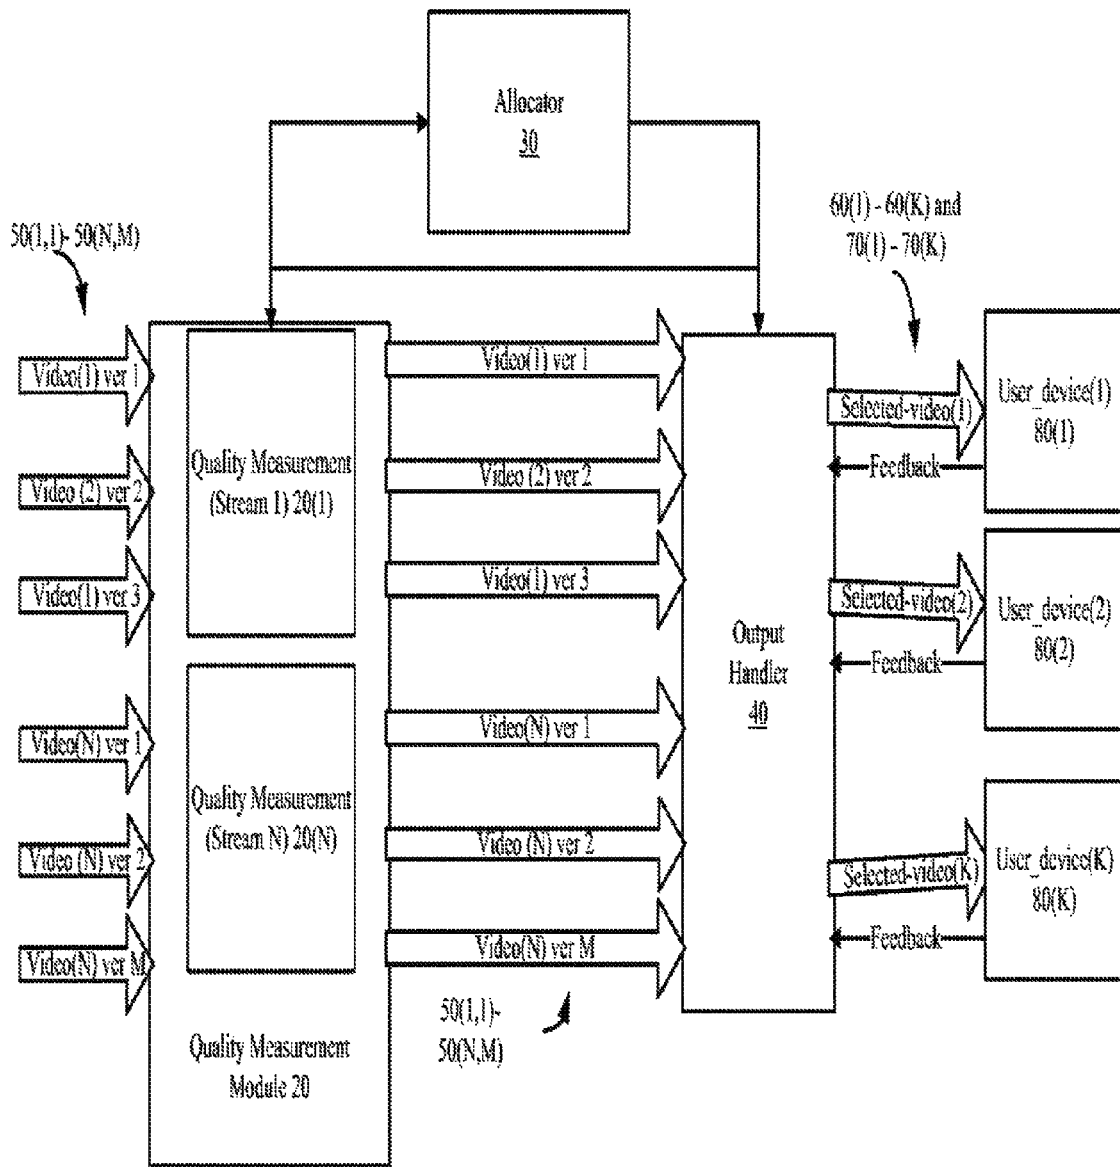 Allocator
30
50(1,1)- 50(N,M)
60(1) - 60(K) and
70(1) - 70(K)
Video(1) ver 1
Video (2) ver 2
Video(1) ver 3
Video(N) ver 1
Video (N) ver 2
Video(N) ver M
Quality Measurement
(Stream 1) 20(1)
Quality Measurement
(Stream N) 20(N)
Quality Measurement
Module 20
Video(1) ver 1
Video (2) ver 2
Video(1) ver 3
Video(N) ver 1
Video (N) ver 2
Video(N) ver M
50(1,1)-
50(N,M)
Output
Handler
40
Selected-video(1)
Feedback
Selected-video(2)
Feedback
Selected-video(K)
Feedback
User_device(1)
80(1)
User_device(2)
80(2)
User_device(K)
80(K)